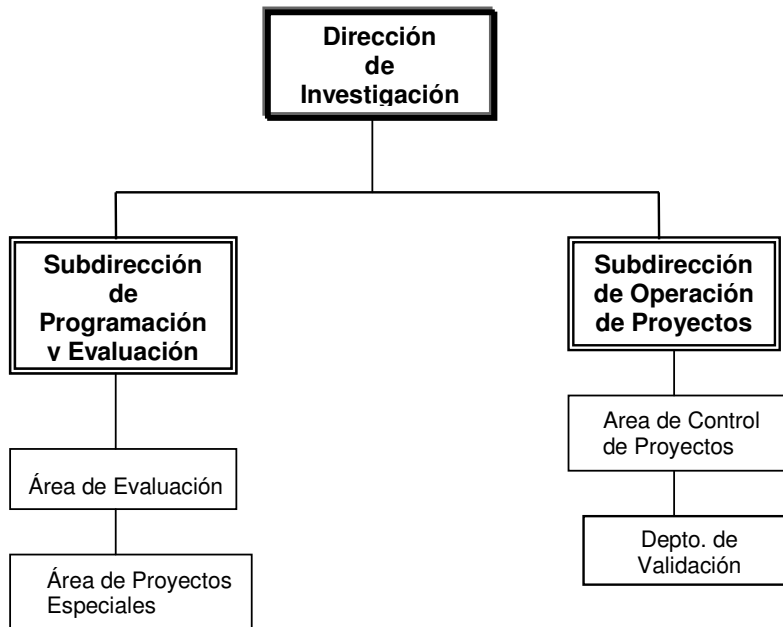 Dirección
de
Investigación
Subdirección
de
Programación
y Evaluación
Subdirección
de Operación
de Proyectos
Área de Evaluación
Área de Proyectos
Especiales
Area de Control
de Proyectos
Depto. de
Validación